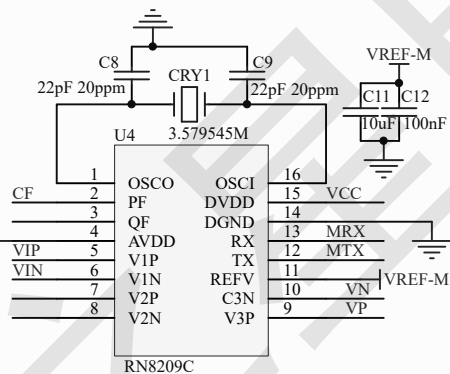 C8
C9
22pF 20ppm
CRY1
22pF 20ppm
3.579545M
VREF-M
C11
C12
10uF
100nF
U4
1
OSCO
OSCI
16
CF
2
PF
DVDD
15
VCC
3
QF
DGND
14
4
AVDD
RX
13
MRX
VIP
5
V1P
TX
12
MTX
VIN
6
V1N
REFV
11
VREF-M
7
V2P
C3N
10
VN
8
V2N
V3P
9
VP
RN8209C